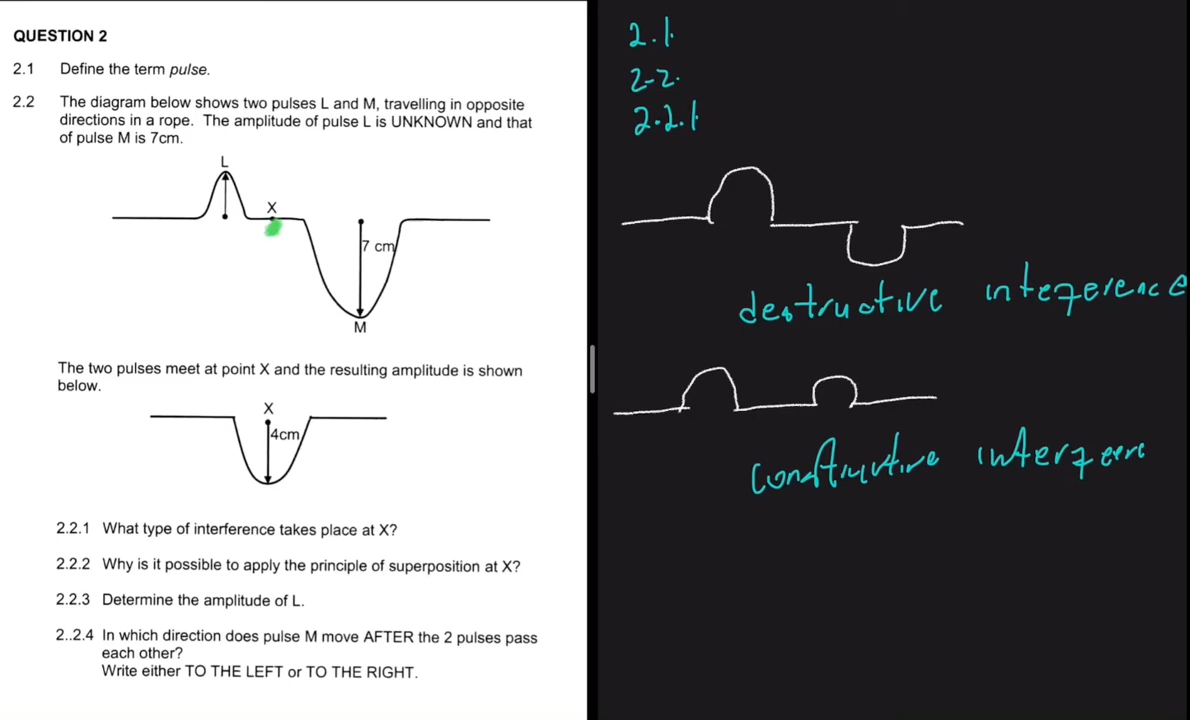 QUESTION 2
2.1 Define the term pulse.
2.2 The diagram below shows two pulses L and M, travelling in opposite
directions in a rope. The amplitude of pulse L is UNKNOWN and that
of pulse M is 7cm.
L
X
7 cm
M
The two pulses meet at point X and the resulting amplitude is shown
below.
X
4cm
2.2.1 What type of interference takes place at X?
2.2.2 Why is it possible to apply the principle of superposition at X?
2.2.3 Determine the amplitude of L.
2..2.4 In which direction does pulse M move AFTER the 2 pulses pass
each other?
Write either TO THE LEFT or TO THE RIGHT.
2.1
2-2.
2.2.1
destructive interference
constructive